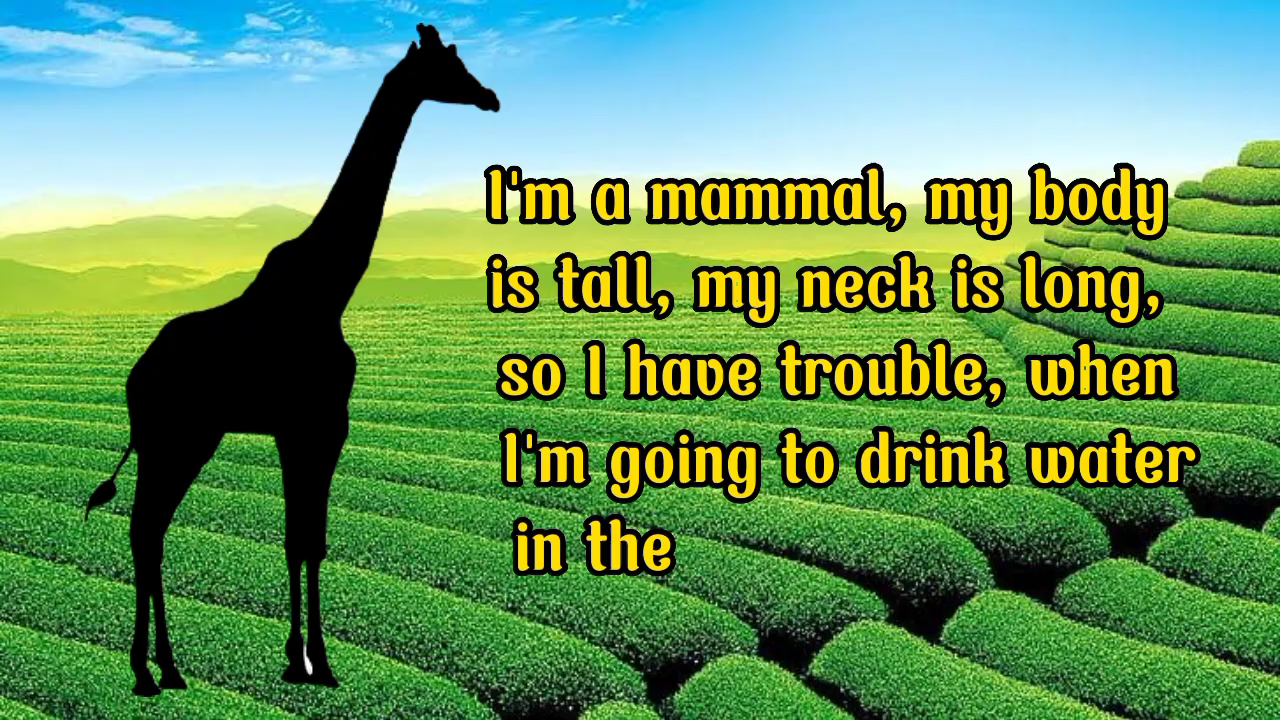 I'm a mammal, my body
is tall, my neck is long,
so I have trouble, when
I'm going to drink water
in the